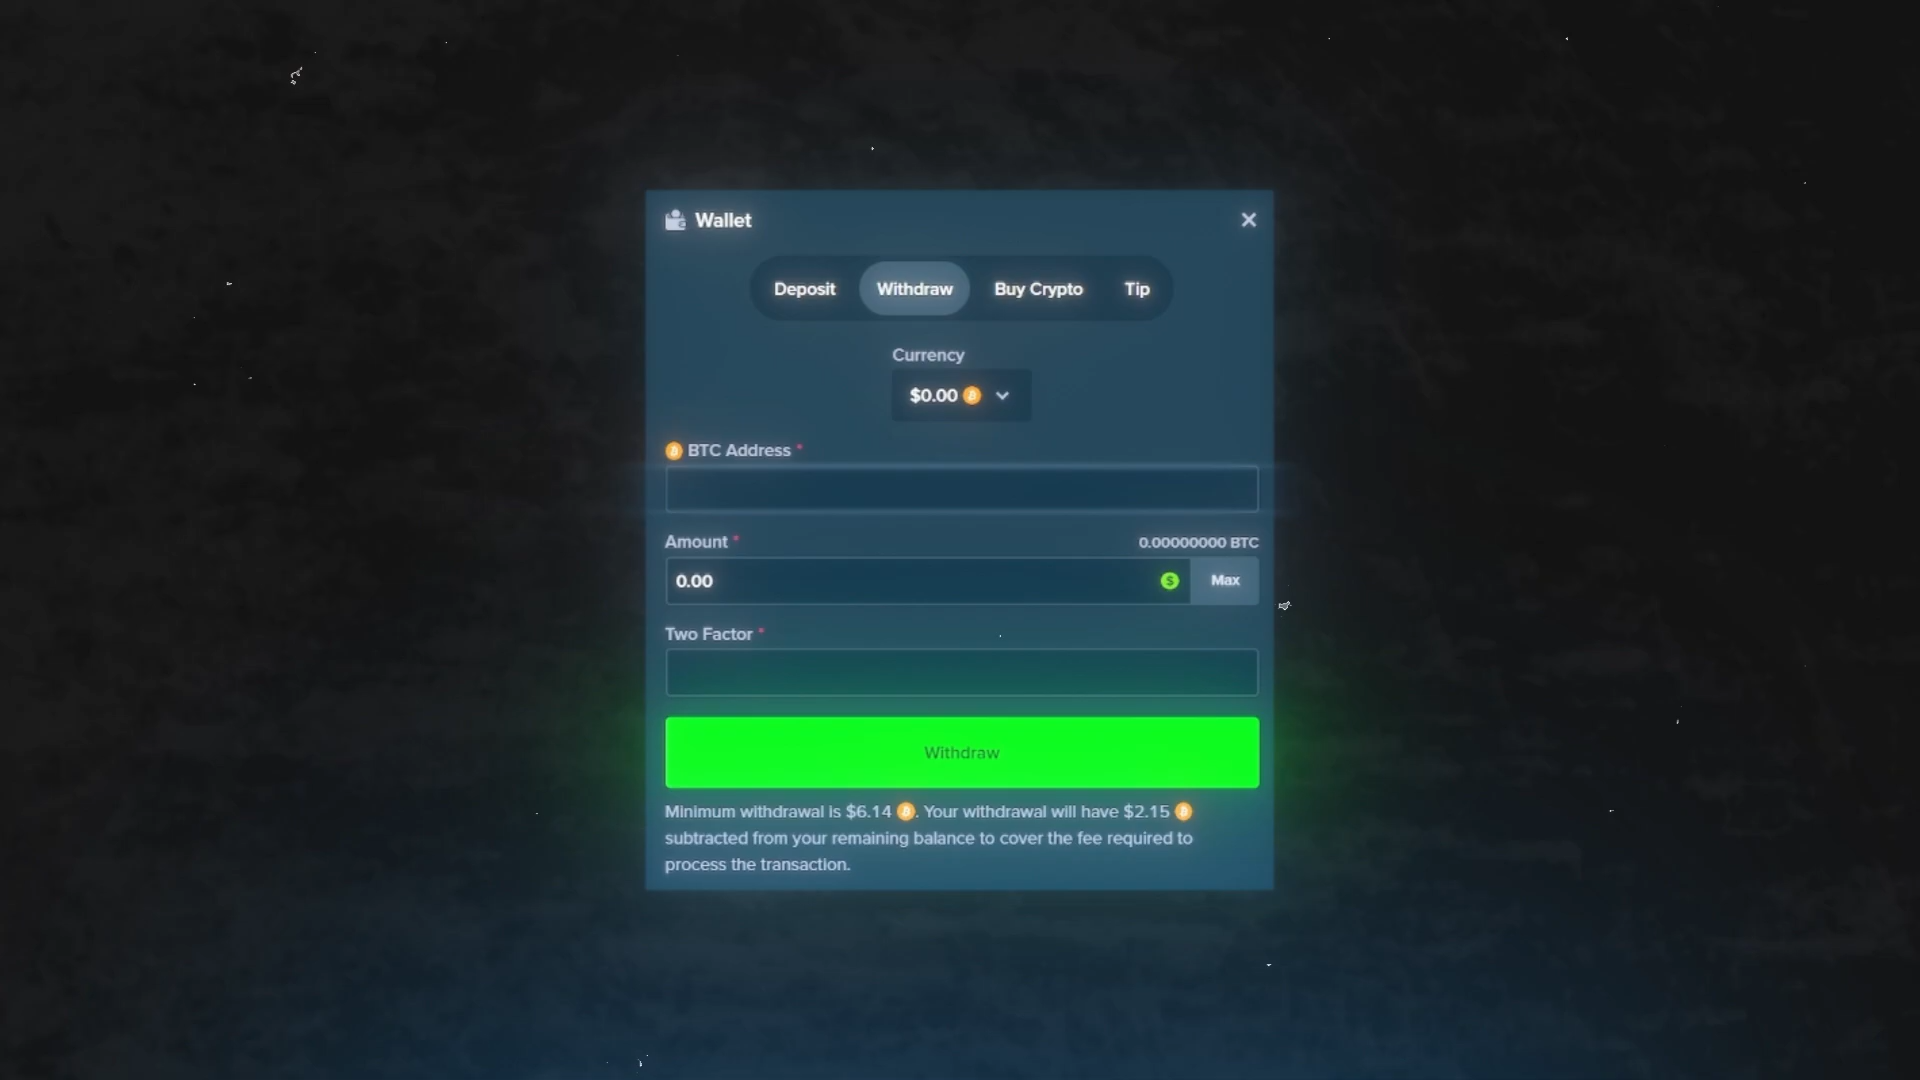 Wallet
Deposit Withdraw Buy Crypto Tip
Currency
$0.00
BTC Address *
Amount * 0.00000000 BTC
0.00 $ Max
Two Factor *
Withdraw
Minimum withdrawal is $6.14 . Your withdrawal will have $2.15
subtracted from your remaining balance to cover the fee required to
process the transaction.